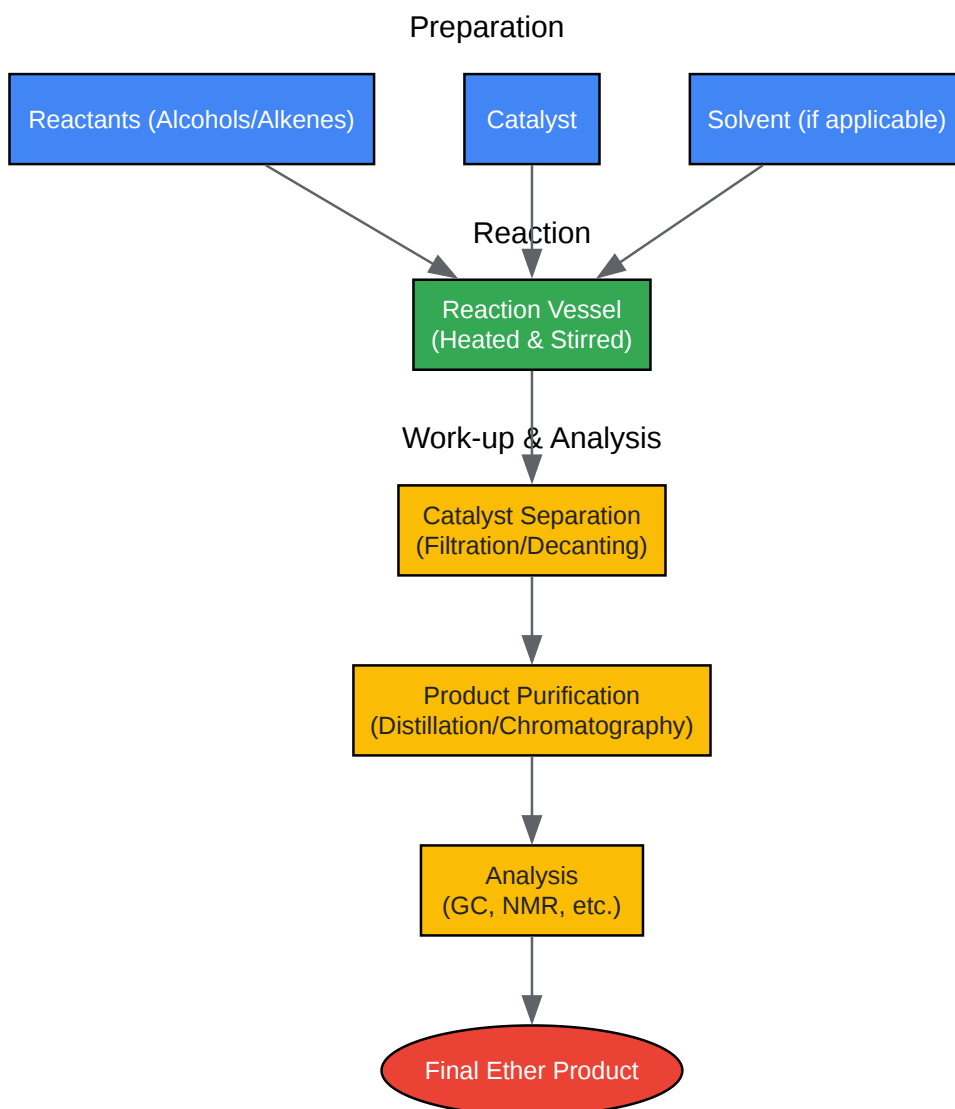 Preparation
Reactants (Alcohols/Alkenes)
Catalyst
Solvent (if applicable)
Reaction
Reaction Vessel
(Heated & Stirred)
Work-up & Analysis
Catalyst Separation
(Filtration/Decanting)
Product Purification
(Distillation/Chromatography)
Analysis
(GC, NMR, etc.)
Final Ether Product